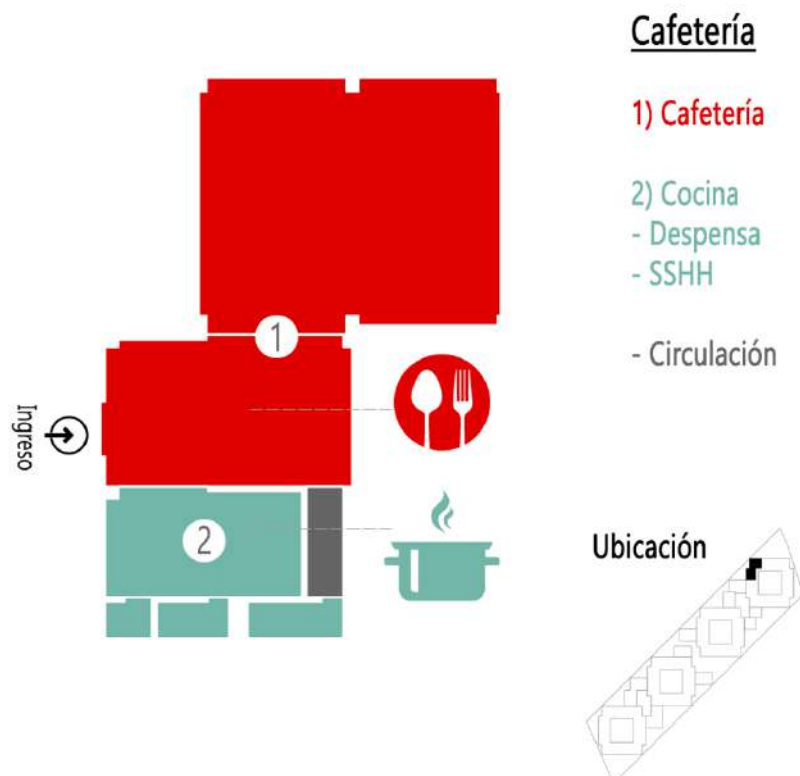 Cafetería
1) Cafetería
2) Cocina
- Despensa
- SSHH
- Circulación
1
Ingreso
2
Ubicación